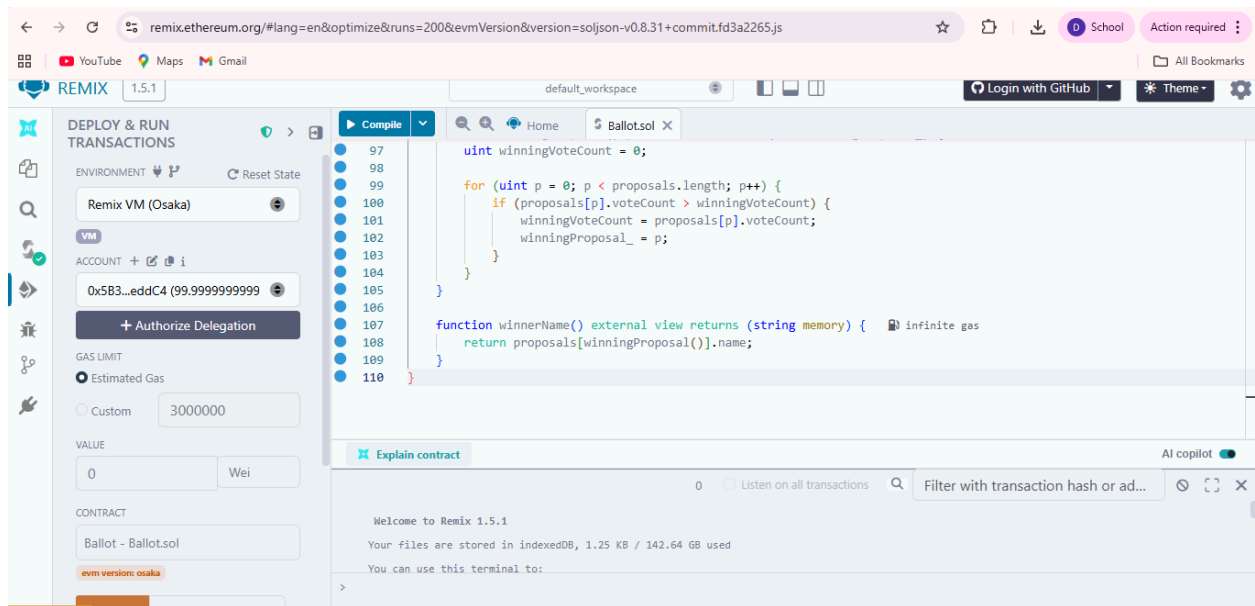 remix.ethereum.org/#lang=en&optimize&runs=200&evmVersion&version=soljson-v0.8.31+commit.fd3a2265.js
D School
Action required
YouTube Maps Gmail
All Bookmarks
REMIX 1.5.1
default_workspace
Login with GitHub
Theme
AI
DEPLOY & RUN
TRANSACTIONS
ENVIRONMENT
Reset State
Remix VM (Osaka)
VM
ACCOUNT + i
0x5B3...eddC4 (99.9999999999
+ Authorize Delegation
GAS LIMIT
Estimated Gas
Custom 3000000
VALUE
0 Wei
CONTRACT
Ballot - Ballot.sol
evm version: osaka
Compile
Home
Ballot.sol
97 uint winningVoteCount = 0;
98
99 for (uint p = 0; p < proposals.length; p++) {
100 if (proposals[p].voteCount > winningVoteCount) {
101 winningVoteCount = proposals[p].voteCount;
102 winningProposal_ = p;
103 }
104 }
105 }
106
107 function winnerName() external view returns (string memory) { infinite gas
108 return proposals[winningProposal()].name;
109 }
110 }
Explain contract
AI copilot
0 Listen on all transactions
Filter with transaction hash or ad...
Welcome to Remix 1.5.1
Your files are stored in indexedDB, 1.25 KB / 142.64 GB used
You can use this terminal to:
>